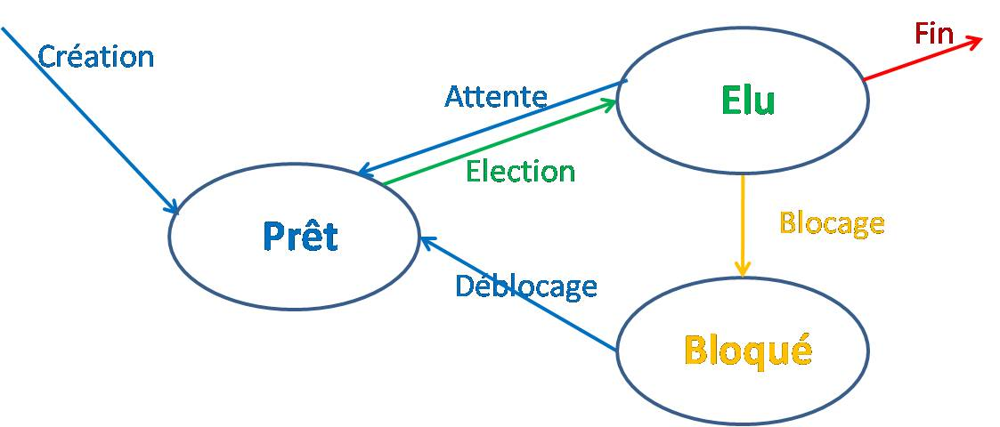 Fin
Création
Elu
Attente
Election
Blocage
Prêt
Déblocage
Bloqué